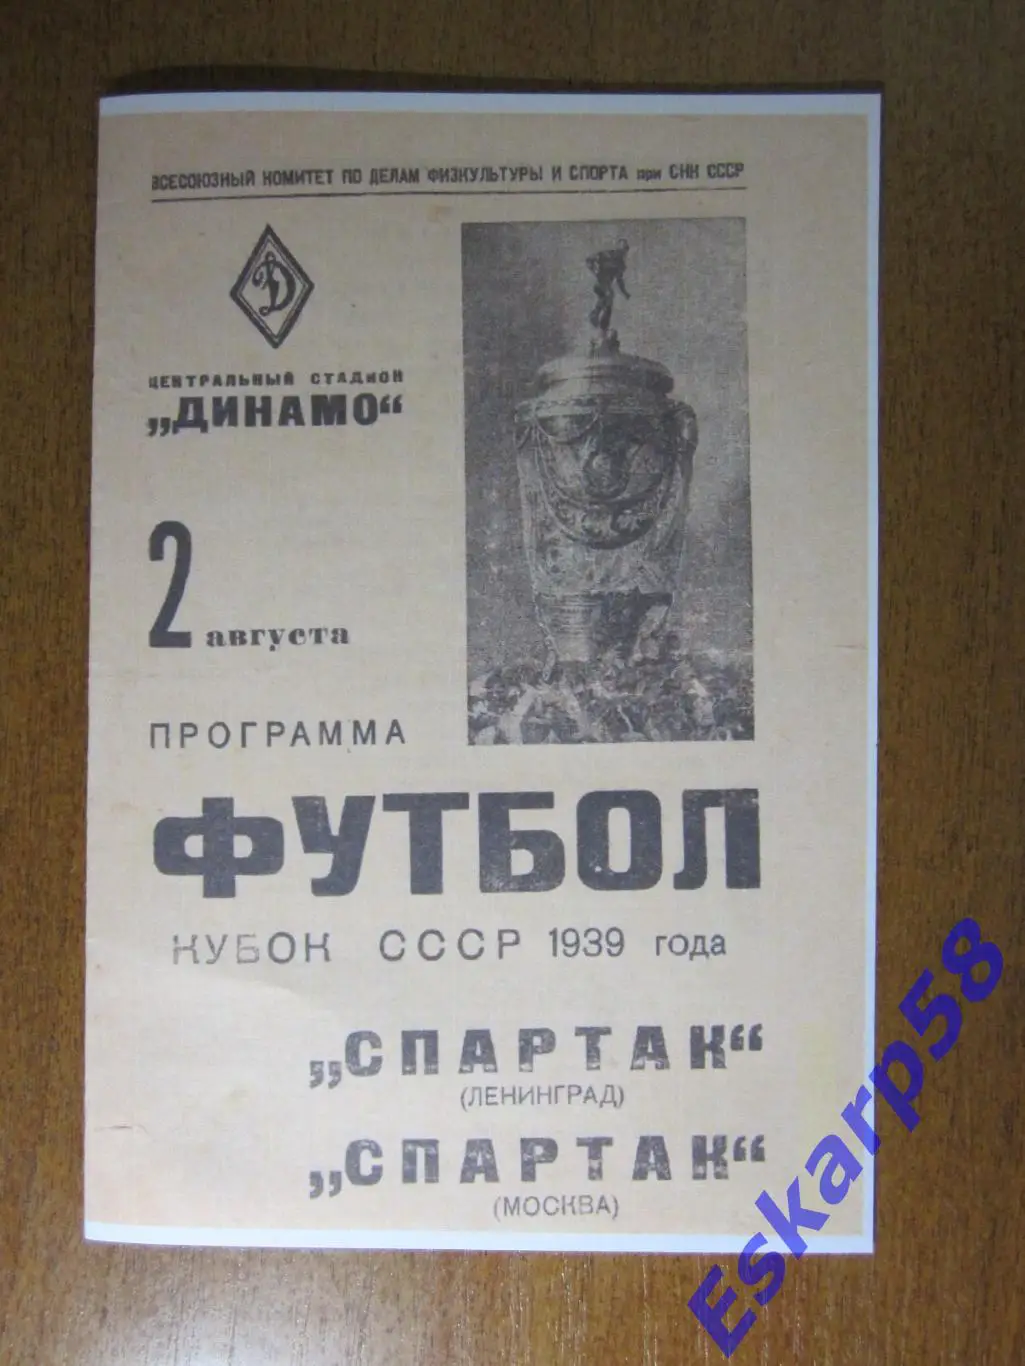 ВСЕСОЮЗНЫЙ КОМИТЕТ ПО ДЕЛАМ ФИЗКУЛЬТУРЫ И СПОРТА при СНК СССР
Д
ЦЕНТРАЛЬНЫЙ СТАДИОН
„ДИНАМО“
2 августа
ПРОГРАММА
ФУТБОЛ
КУБОК СССР 1939 года
„СПАРТАК“
(ЛЕНИНГРАД)
„СПАРТАК“
(МОСКВА)
Eskarp58